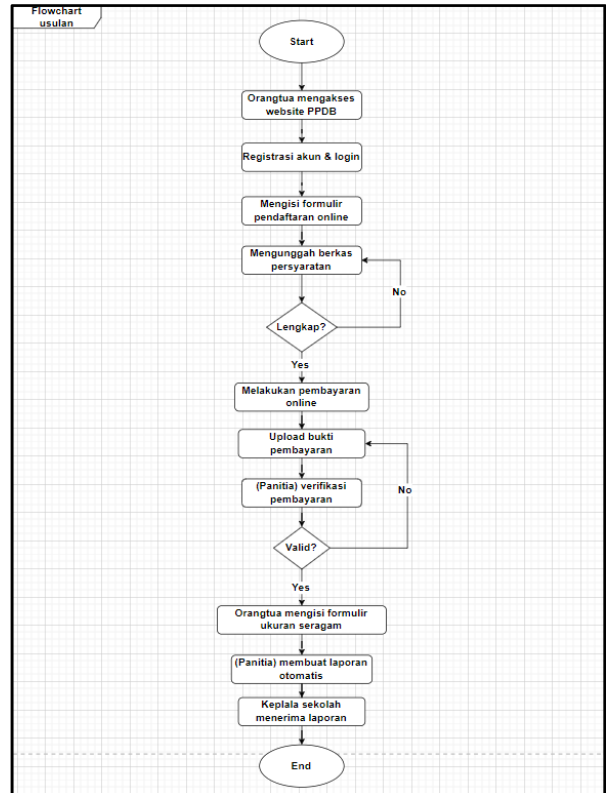 Flowchart
usulan
Start
Orangtua mengakses
website PPDB
Registrasi akun & login
Mengisi formulir
pendaftaran online
Mengunggah berkas
persyaratan
No
Lengkap?
Yes
Melakukan pembayaran
online
Upload bukti
pembayaran
(Panitia) verifikasi
pembayaran
No
Valid?
Yes
Orangtua mengisi formulir
ukuran seragam
(Panitia) membuat laporan
otomatis
Keplala sekolah
menerima laporan
End